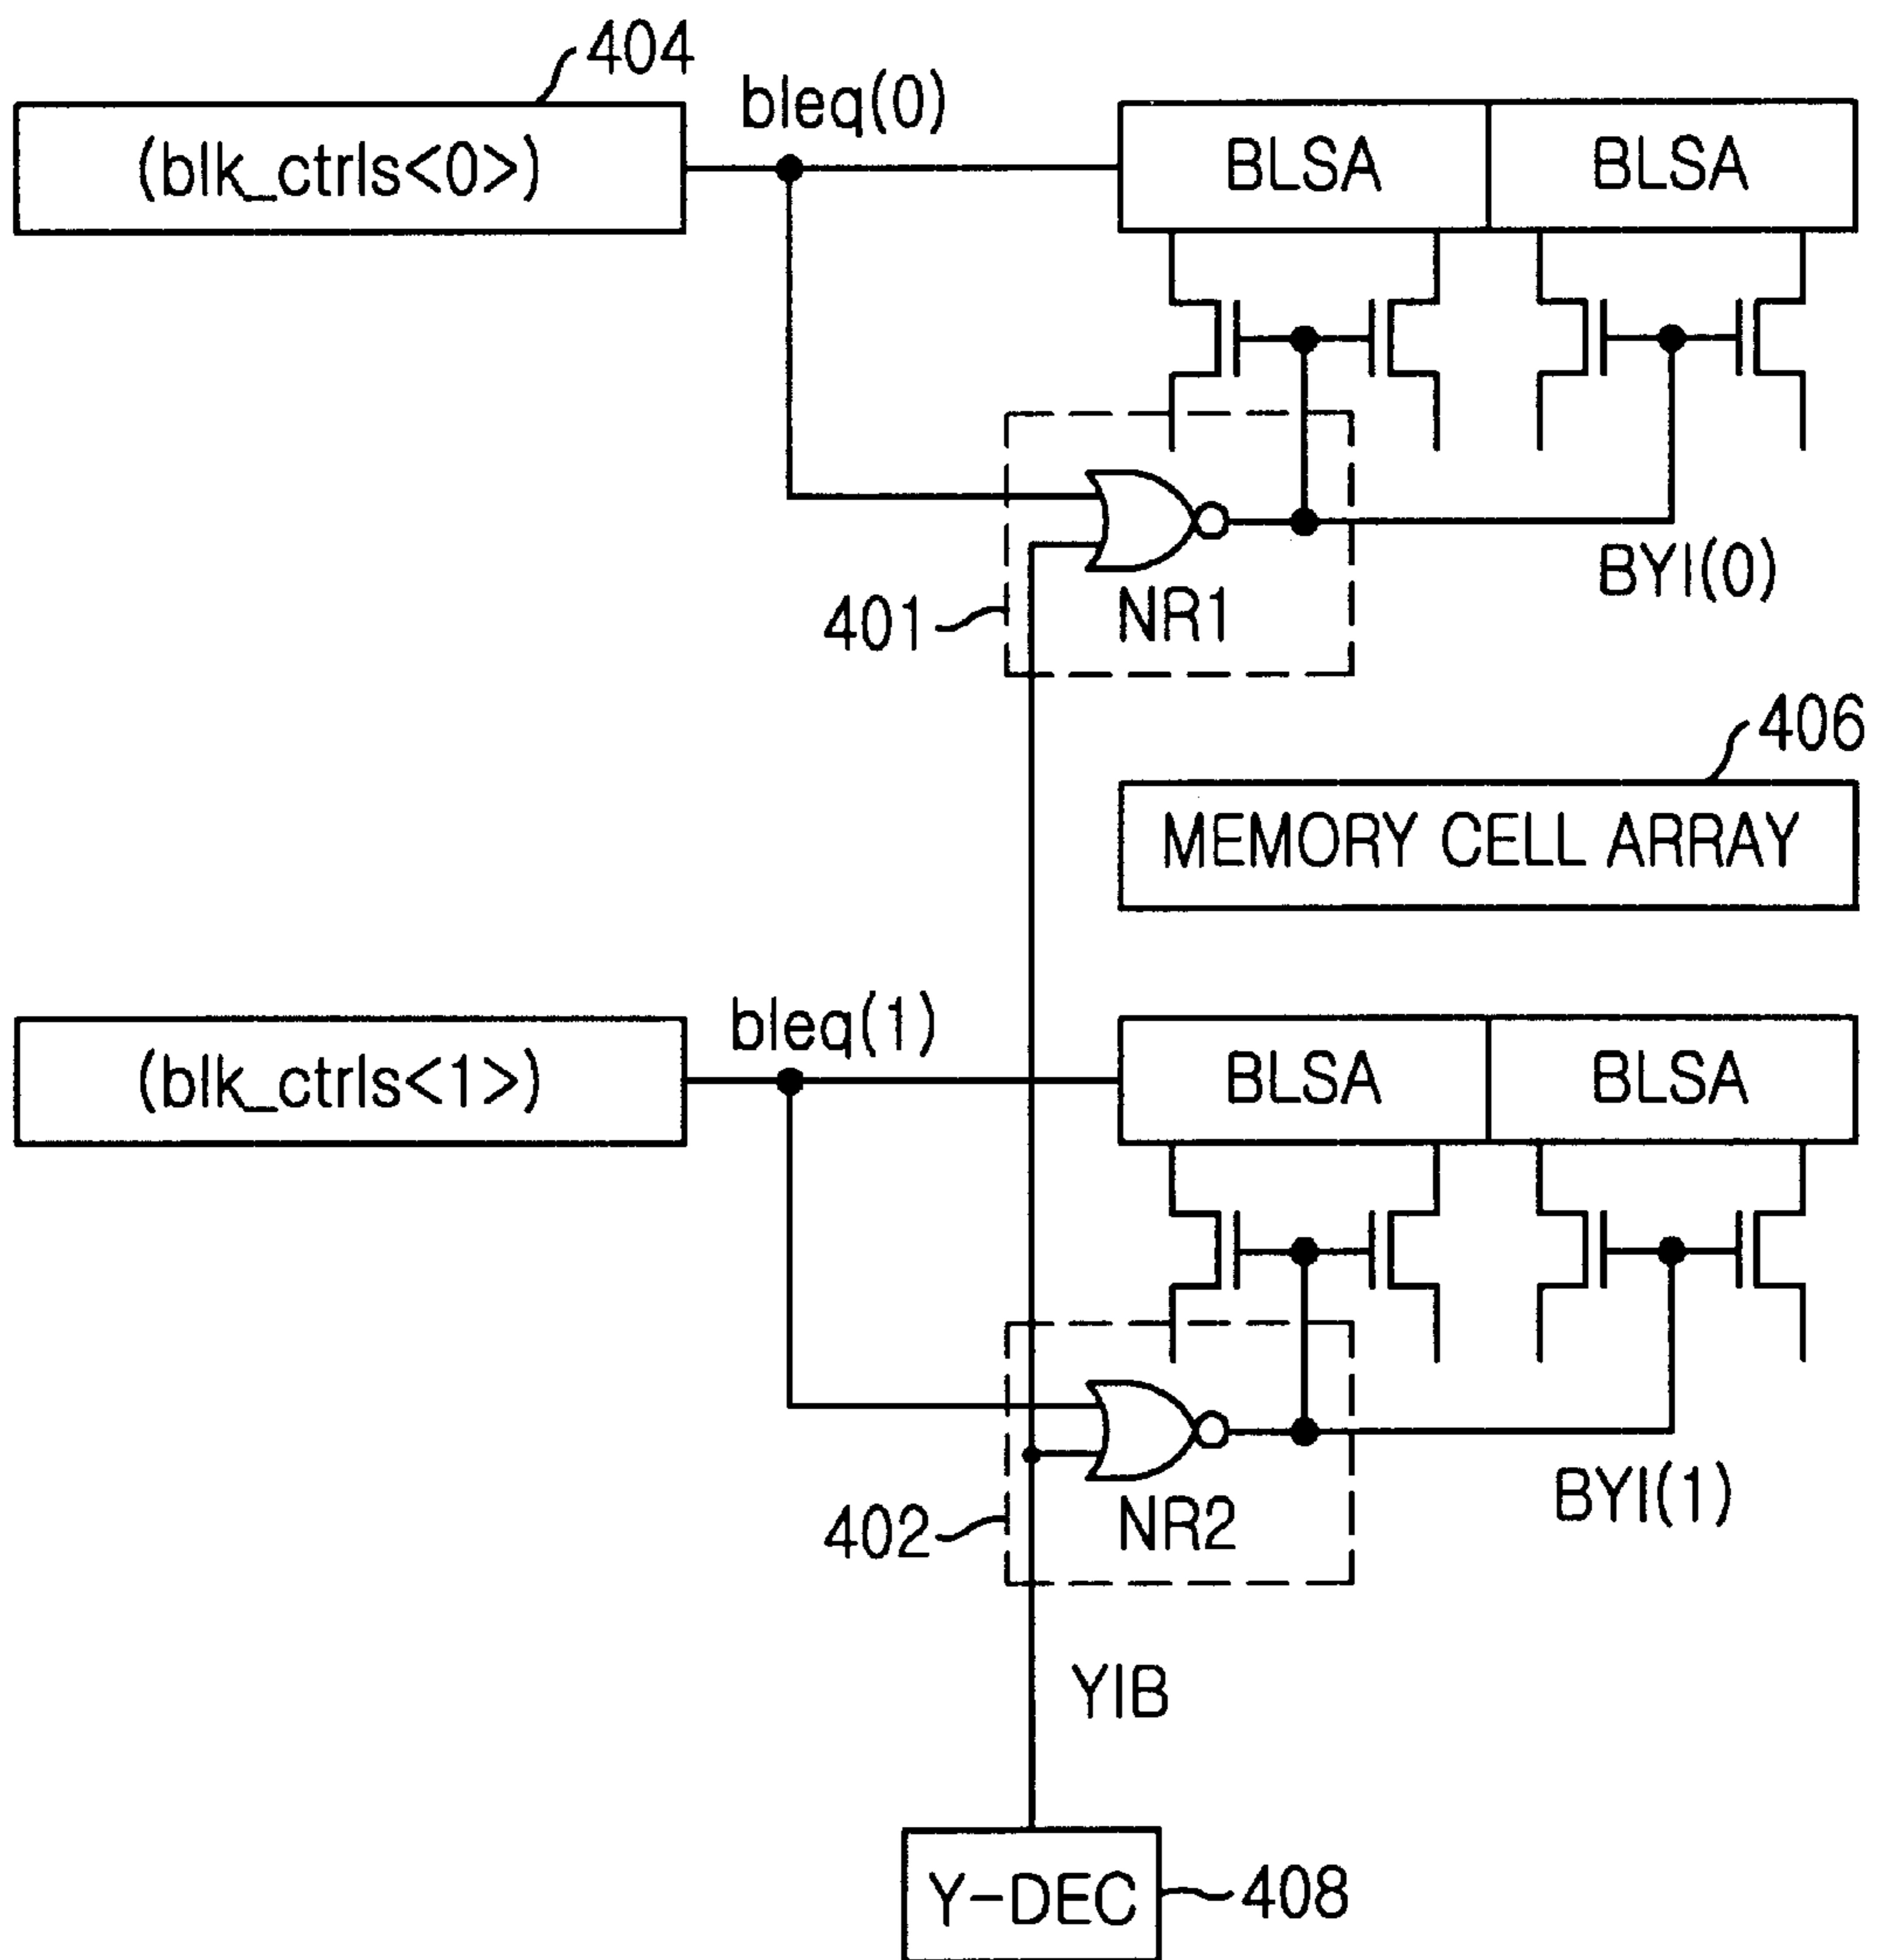 404
bleq(0)
(blk_ctrls<0>)
BLSA
BLSA
BYI(0)
401
NR1
406
MEMORY CELL ARRAY
bleq(1)
(blk_ctrls<1>)
BLSA
BLSA
BYI(1)
402
NR2
YIB
Y-DEC
408